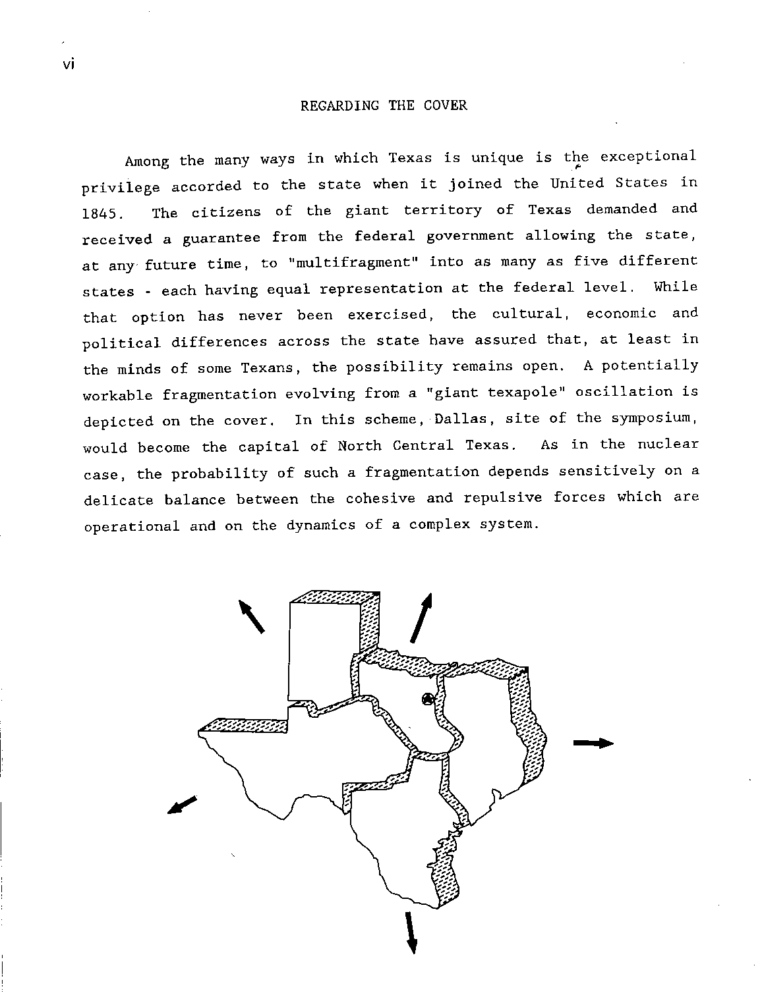 vi
REGARDING THE COVER
Among the many ways in which Texas is unique is the exceptional
privilege accorded to the state when it joined the United States in
1845. The citizens of the giant territory of Texas demanded and
received a guarantee from the federal government allowing the state,
at any future time, to "multifragment" into as many as five different
states - each having equal representation at the federal level. While
that option has never been exercised, the cultural, economic and
political differences across the state have assured that, at least in
the minds of some Texans, the possibility remains open. A potentially
workable fragmentation evolving from a "giant texapole" oscillation is
depicted on the cover. In this scheme, Dallas, site of the symposium,
would become the capital of North Central Texas. As in the nuclear
case, the probability of such a fragmentation depends sensitively on a
delicate balance between the cohesive and repulsive forces which are
operational and on the dynamics of a complex system.